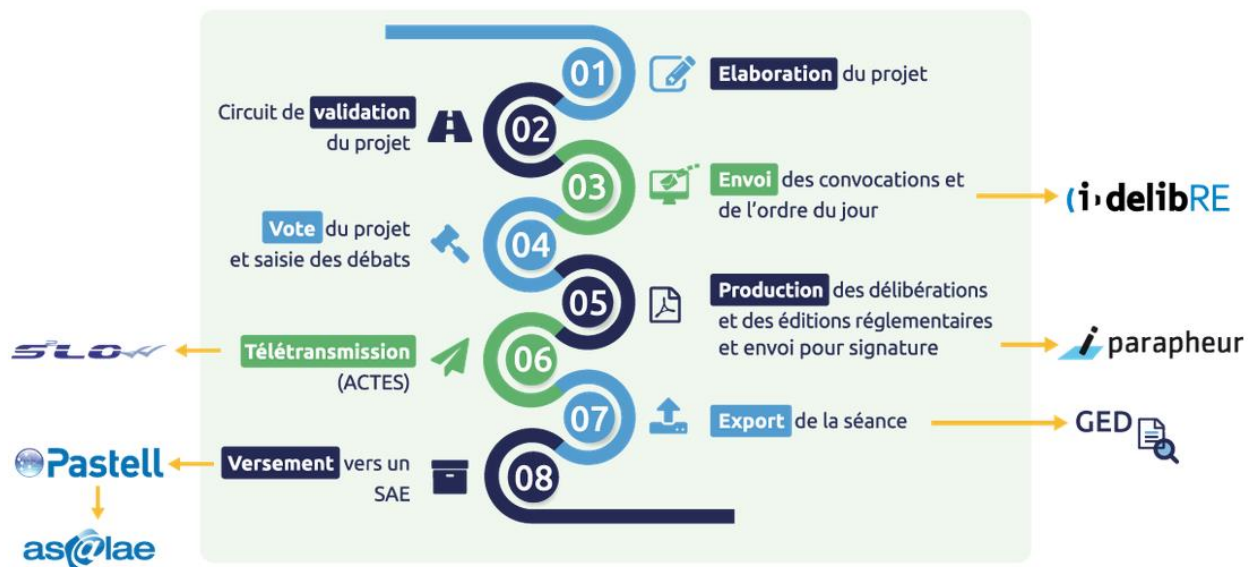 01
Elaboration du projet
Circuit de validation
du projet
02
03
Envoi des convocations et
de l'ordre du jour
i delibRE
Vote du projet
et saisie des débats
04
05
Production des délibérations
et des éditions réglementaires
et envoi pour signature
i parapheur
S²LOW
Télétransmission
(ACTES)
06
07
Export de la séance
GED
Pastell
Versement vers un
SAE
08
as@lae